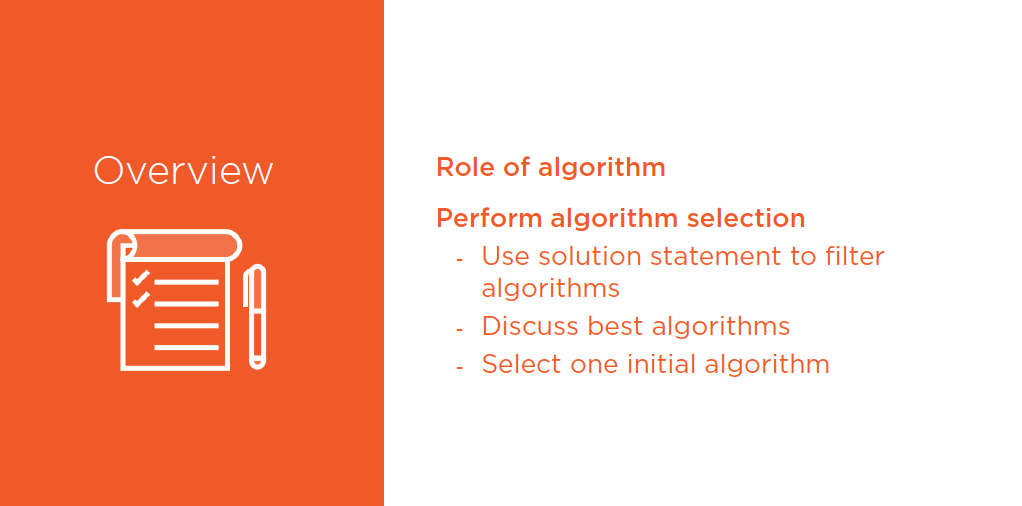 Overview
Role of algorithm
Perform algorithm selection
- Use solution statement to filter
algorithms
- Discuss best algorithms
- Select one initial algorithm